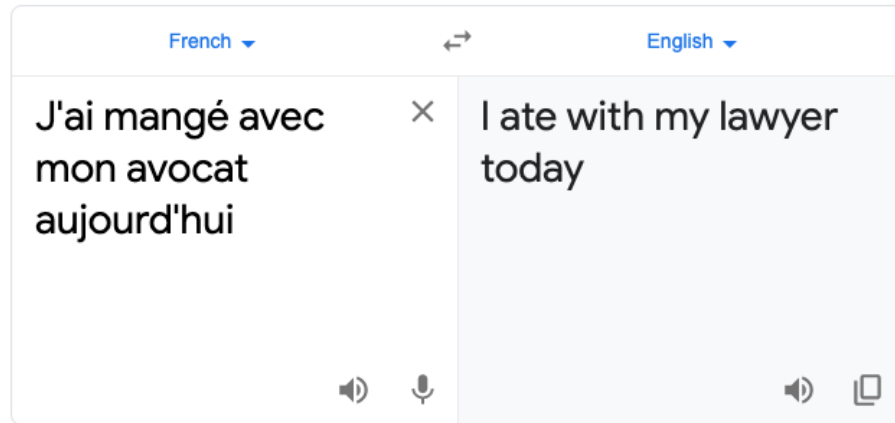 French English
J'ai mangé avec
mon avocat
aujourd'hui
I ate with my lawyer
today